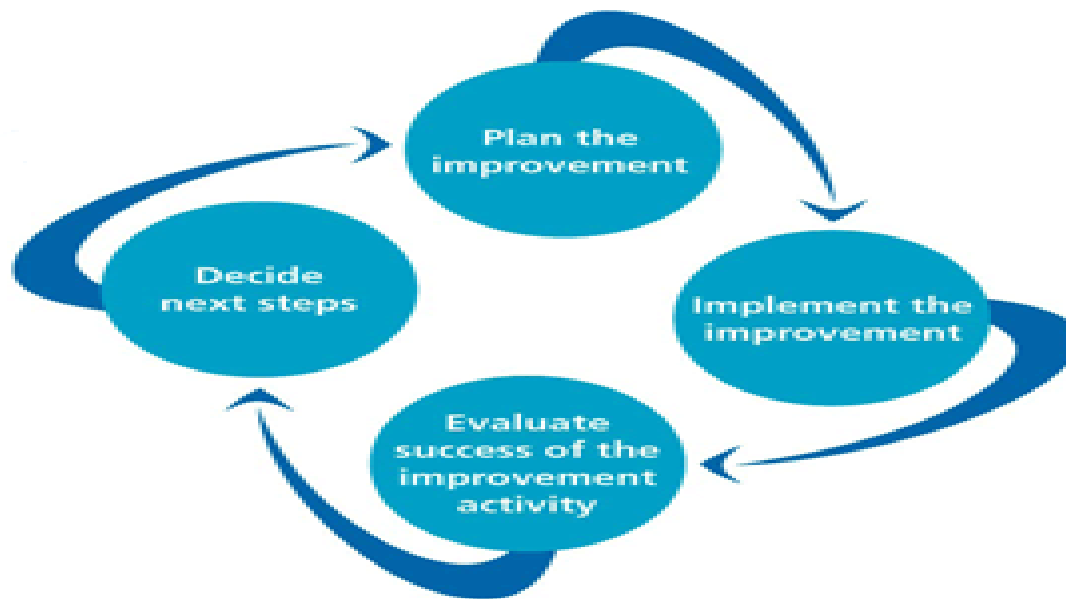 Plan the
improvement
Implement the
improvement
Evaluate
success of the
improvement
activity
Decide
next steps